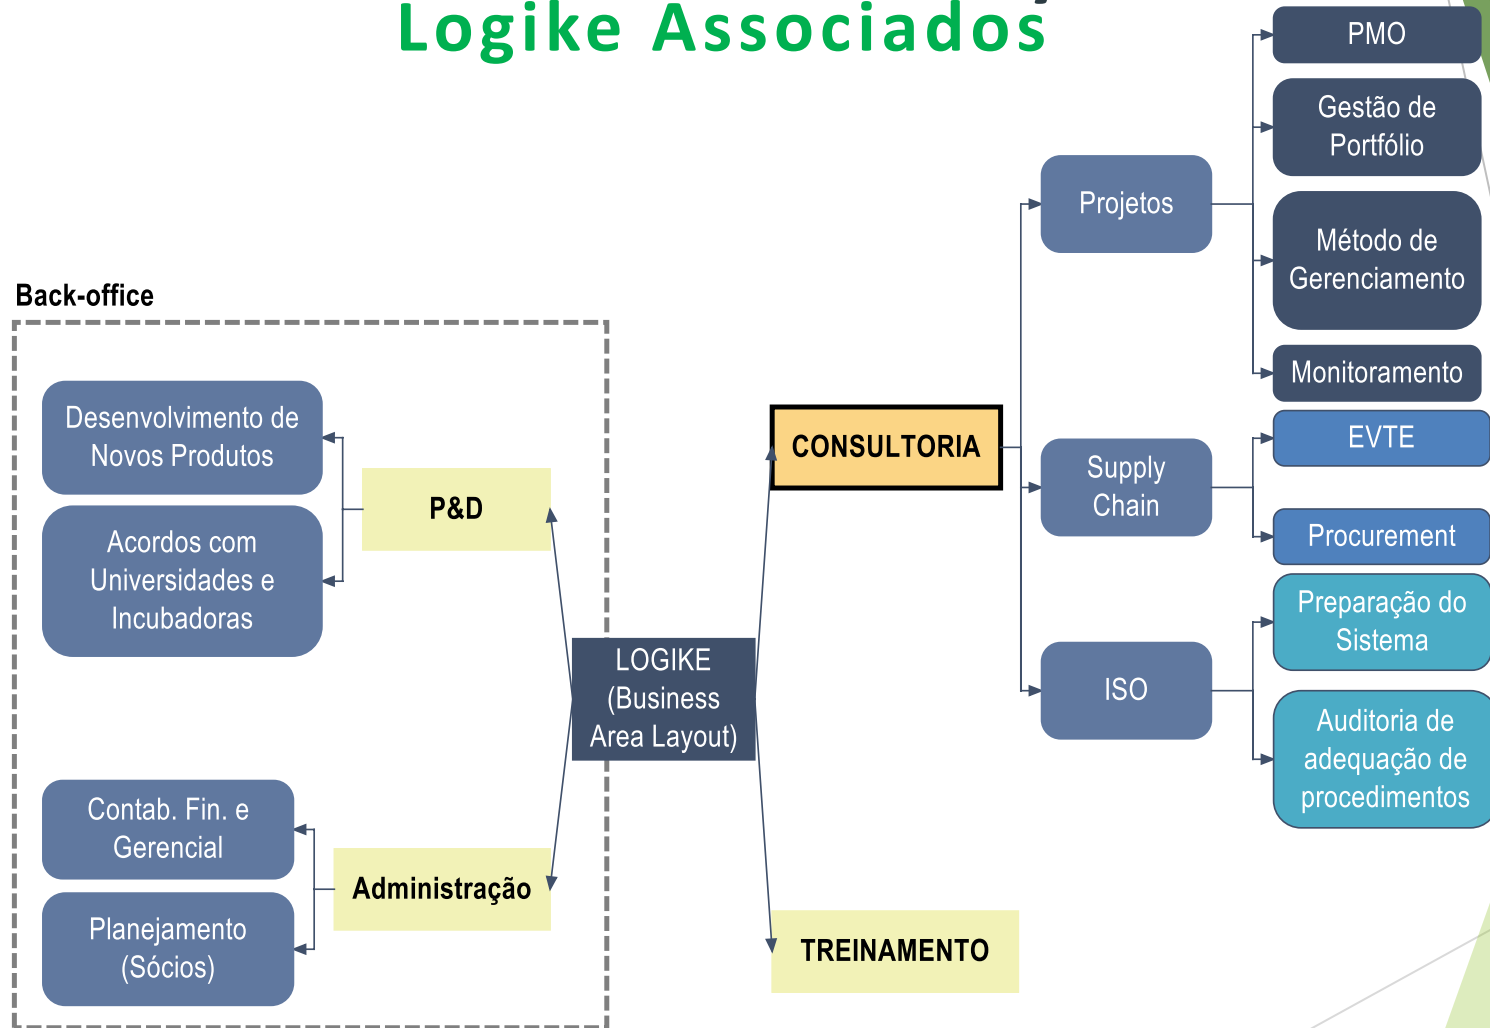 Logike Associados
PMO
Gestão de
Portfólio
Projetos
Método de
Gerenciamento
Monitoramento
Back-office
Desenvolvimento de
Novos Produtos
P&D
Acordos com
Universidades e
Incubadoras
CONSULTORIA
Supply
Chain
EVTE
Procurement
Preparação do
Sistema
ISO
Auditoria de
adequação de
procedimentos
LOGIKE
(Business
Area Layout)
Contab. Fin. e
Gerencial
Administração
Planejamento
(Sócios)
TREINAMENTO